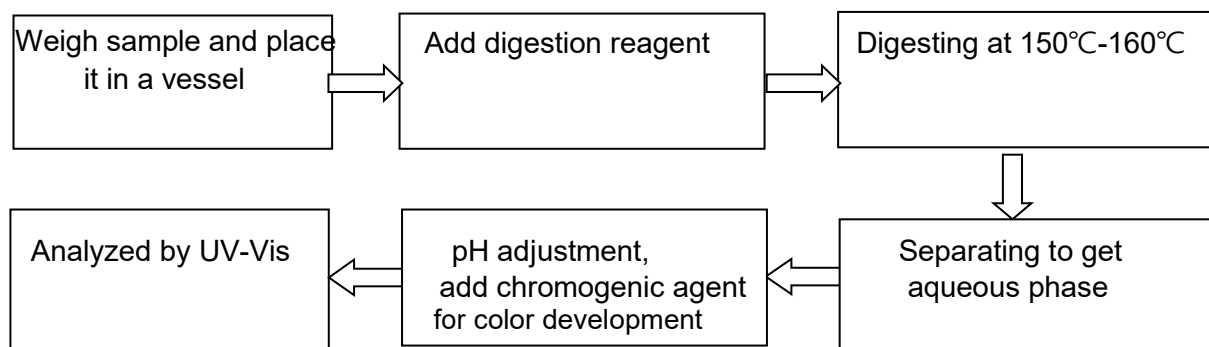 Weigh sample and place
it in a vessel
Add digestion reagent
Digesting at 150℃-160℃
Separating to get
aqueous phase
pH adjustment,
add chromogenic agent
for color development
Analyzed by UV-Vis